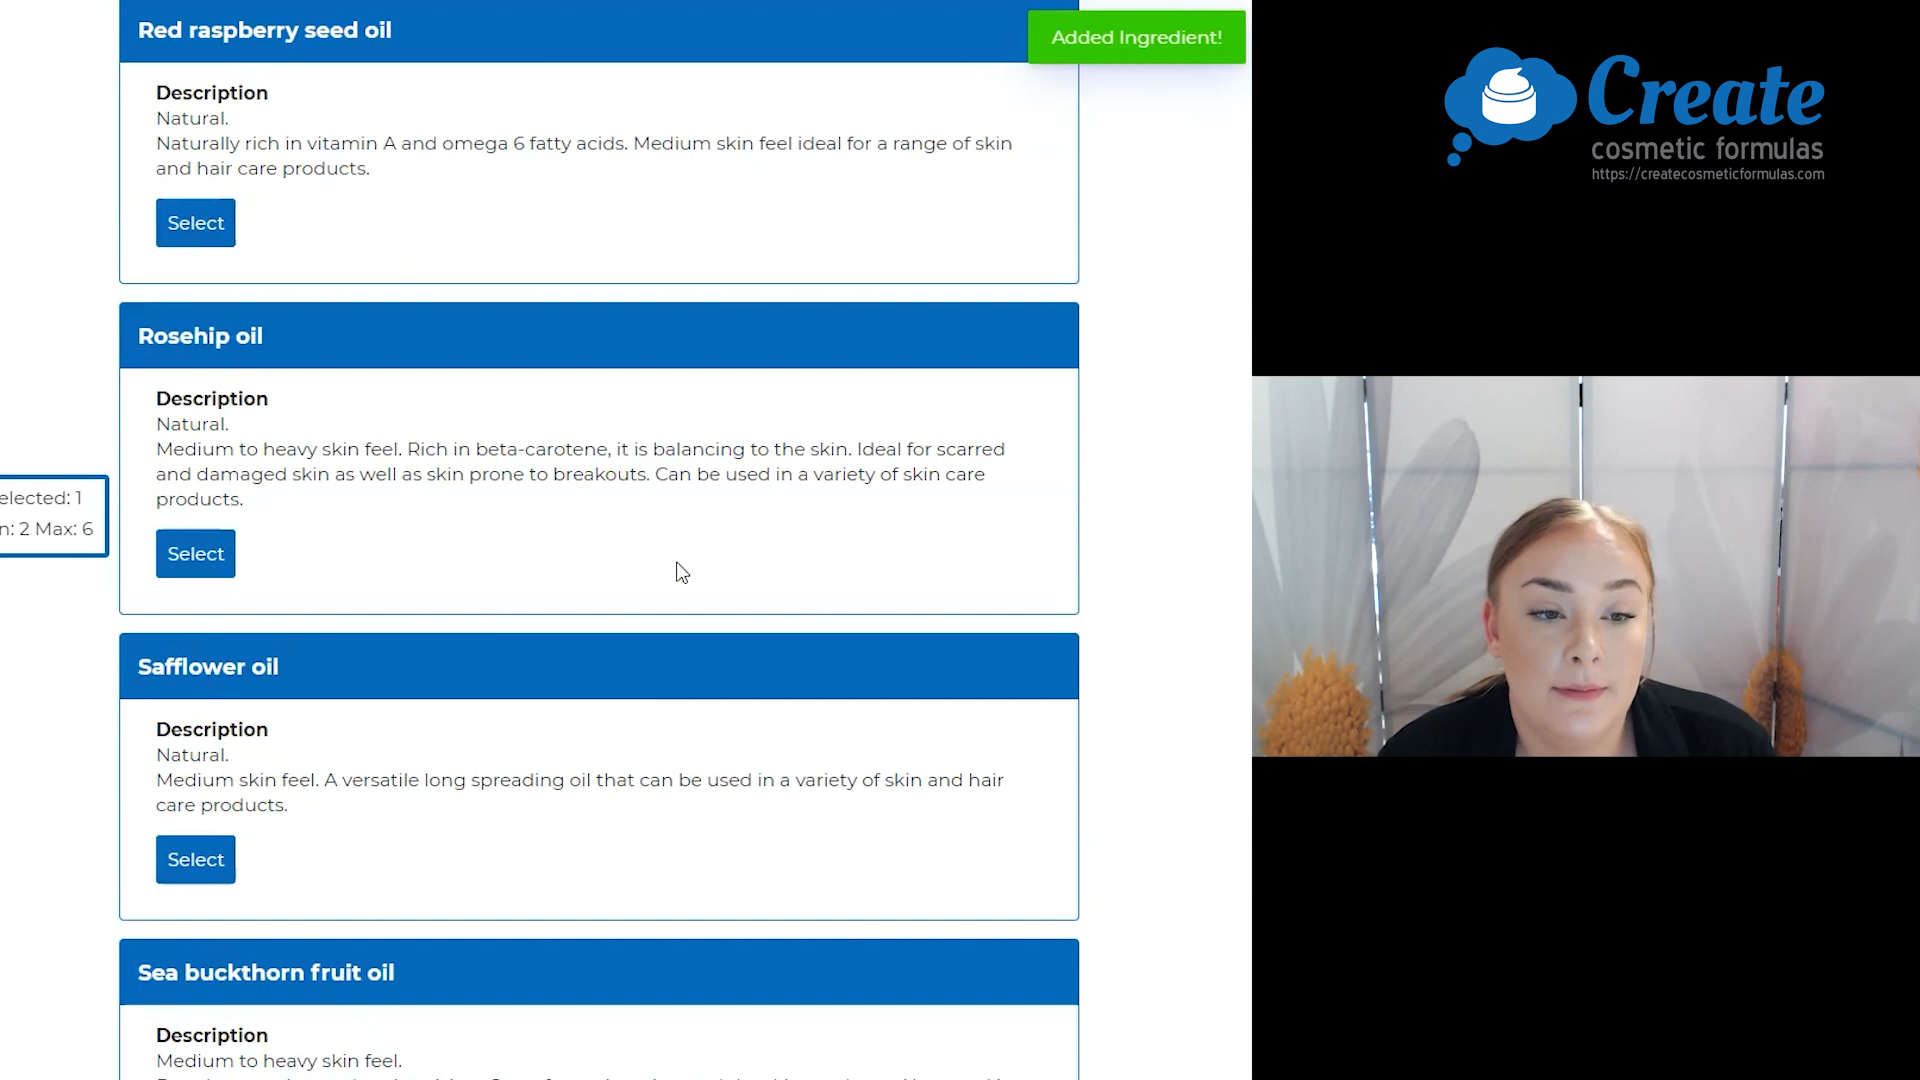 Red raspberry seed oil
Added Ingredient!
Description
Natural.
Naturally rich in vitamin A and omega 6 fatty acids. Medium skin feel ideal for a range of skin
and hair care products.
Select
Rosehip oil
Description
Natural.
Medium to heavy skin feel. Rich in beta-carotene, it is balancing to the skin. Ideal for scarred
and damaged skin as well as skin prone to breakouts. Can be used in a variety of skin care
products.
Select
elected: 1
n: 2 Max: 6
Safflower oil
Description
Natural.
Medium skin feel. A versatile long spreading oil that can be used in a variety of skin and hair
care products.
Select
Sea buckthorn fruit oil
Description
Medium to heavy skin feel.
Create
cosmetic formulas
https://createcosmeticformulas.com